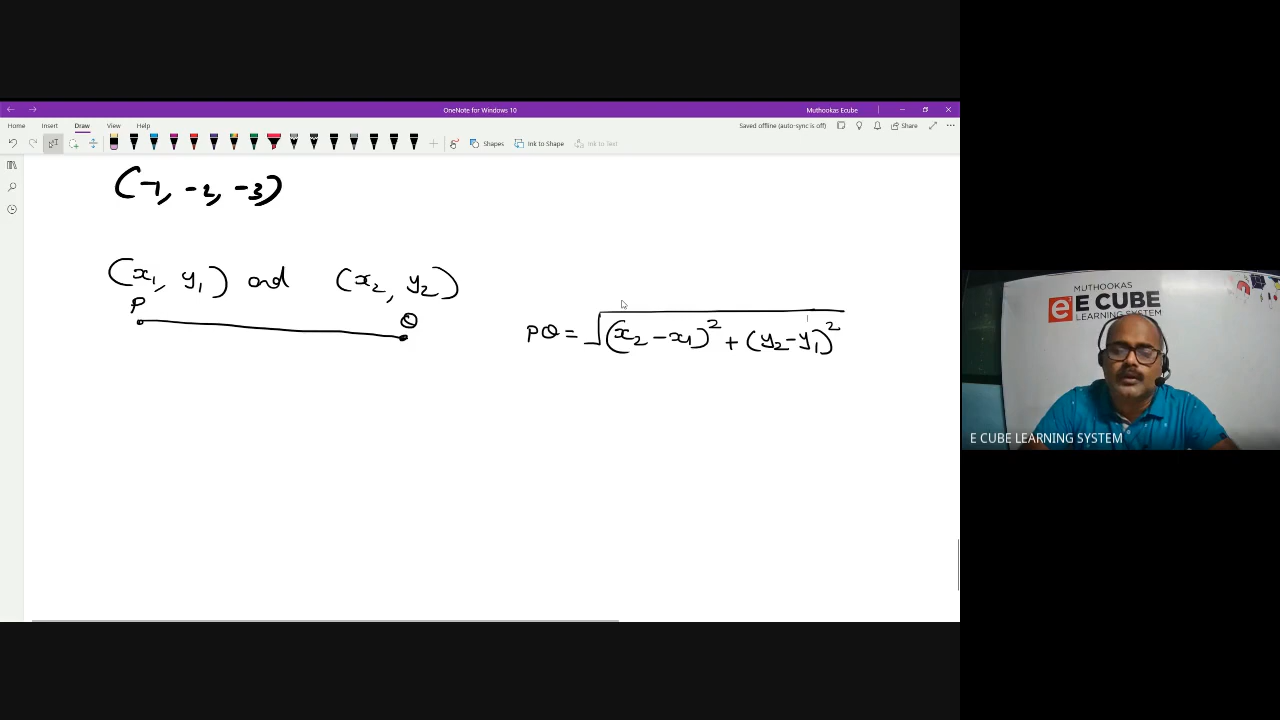 OneNote for Windows 10
Muthookas Ecube
Home Insert Draw View Help
Saved offline (auto-sync is off)
Share
Shapes Ink to Shape Ink to Text
(-1, -2, -3)
(x₁, y₁) and (x₂, y₂)
P
Q
PQ = √(x₂ - x₁)² + (y₂ - y₁)²
MUTHOOKAS
e E CUBE
LEARNING SYSTEM
E CUBE LEARNING SYSTEM